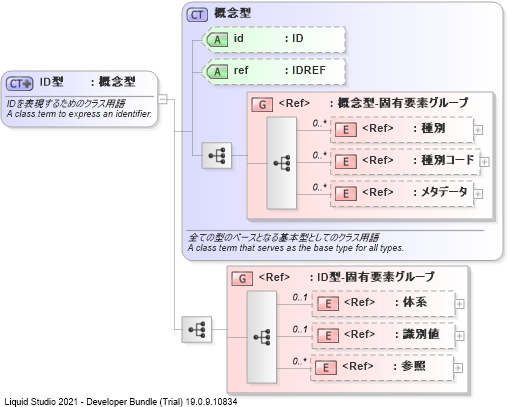 CT 概念型
A id : ID
A ref : IDREF
CT ID型 : 概念型
IDを表現するためのクラス用語
A class term to express an identifier.
G <Ref> : 概念型-固有要素グループ
0..*
E <Ref> : 種別
0..*
E <Ref> : 種別コード
0..*
E <Ref> : メタデータ
全ての型のベースとなる基本型としてのクラス用語
A class term that serves as the base type for all types.
G <Ref> : ID型-固有要素グループ
0..1
E <Ref> : 体系
0..1
E <Ref> : 識別値
0..*
E <Ref> : 参照
Liquid Studio 2021 - Developer Bundle (Trial) 19.0.9.10834